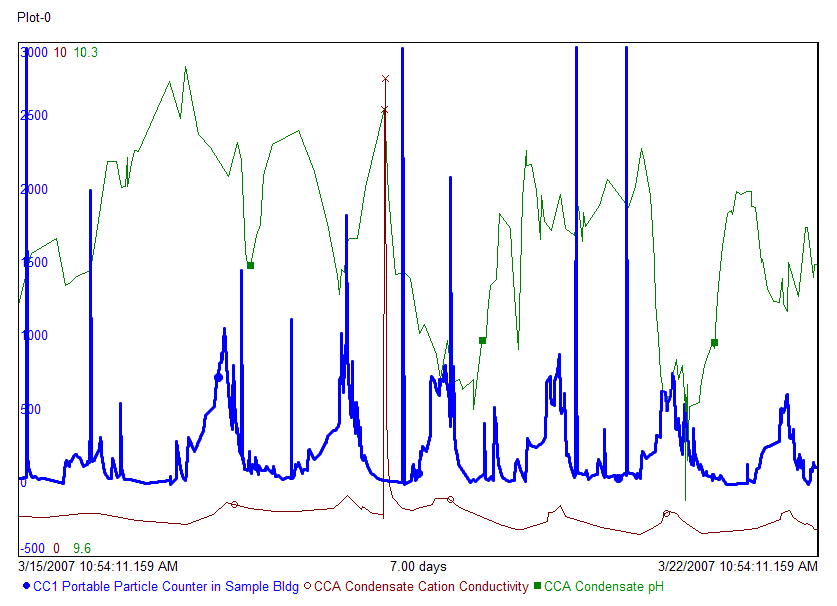 Plot-0
3000 10 10.3
2500
2000
1500
1000
500
0
-500 0 9.6
3/15/2007 10:54:11.159 AM 7.00 days 3/22/2007 10:54:11.159 AM
CC1 Portable Particle Counter in Sample Bldg CCA Condensate Cation Conductivity CCA Condensate pH